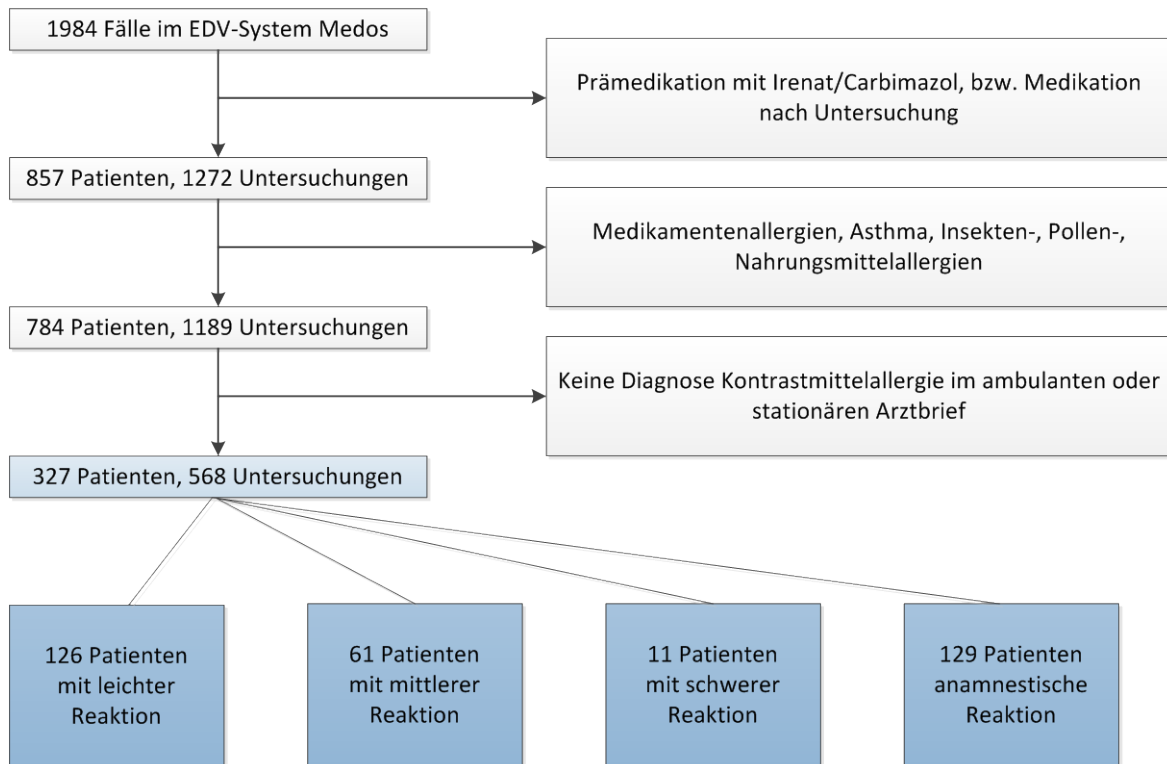 1984 Fälle im EDV-System Medos
Prämedikation mit Irenat/Carbimazol, bzw. Medikation
nach Untersuchung
857 Patienten, 1272 Untersuchungen
Medikamentenallergien, Asthma, Insekten-, Pollen-,
Nahrungsmittelallergien
784 Patienten, 1189 Untersuchungen
Keine Diagnose Kontrastmittelallergie im ambulanten oder
stationären Arztbrief
327 Patienten, 568 Untersuchungen
126 Patienten
mit leichter
Reaktion
61 Patienten
mit mittlerer
Reaktion
11 Patienten
mit schwerer
Reaktion
129 Patienten
anamnestische
Reaktion